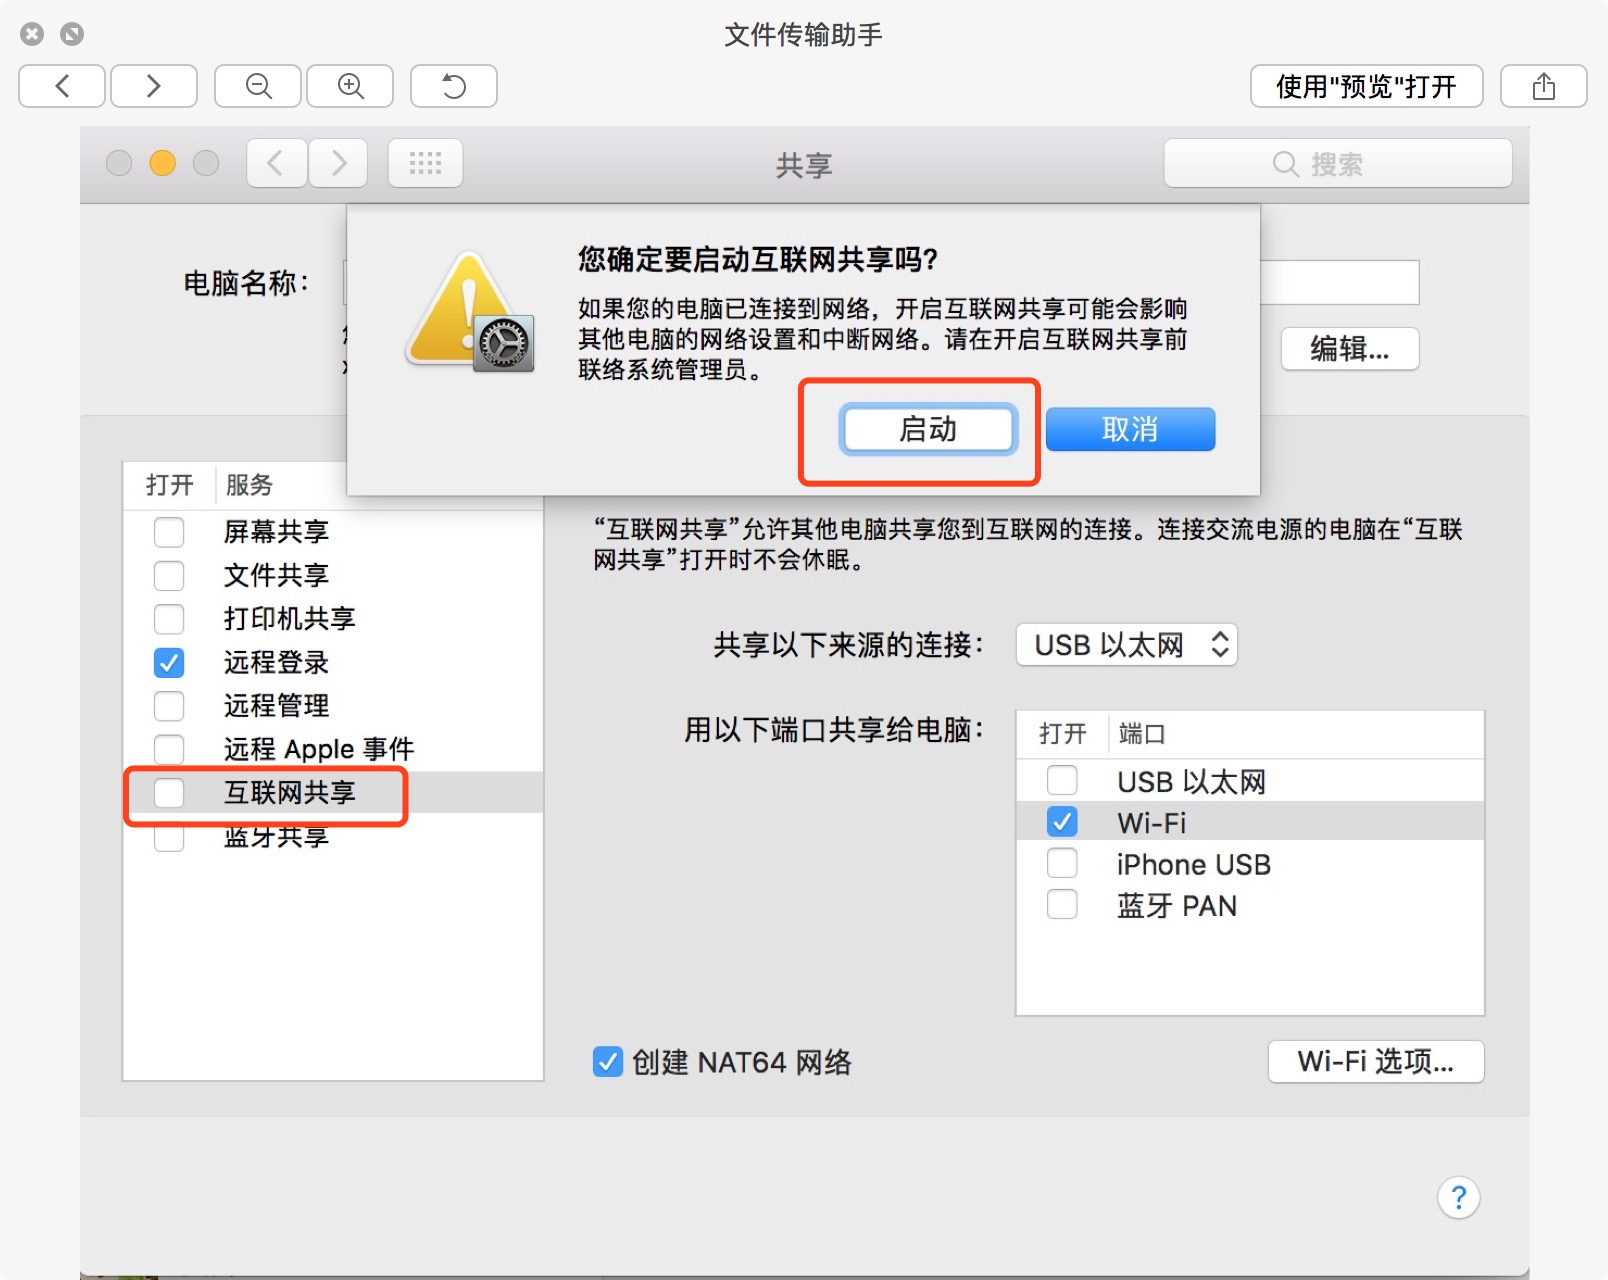 文件传输助手
使用"预览"打开
共享
搜索
电脑名称：
您确定要启动互联网共享吗？
如果您的电脑已连接到网络，开启互联网共享可能会影响
其他电脑的网络设置和中断网络。请在开启互联网共享前
联络系统管理员。
启动
取消
编辑...
打开
服务
屏幕共享
文件共享
打印机共享
远程登录
远程管理
远程 Apple 事件
互联网共享
蓝牙共享
“互联网共享”允许其他电脑共享您到互联网的连接。连接交流电源的电脑在“互联
网共享”打开时不会休眠。
共享以下来源的连接：
USB 以太网
用以下端口共享给电脑：
打开
端口
USB 以太网
Wi-Fi
iPhone USB
蓝牙 PAN
创建 NAT64 网络
Wi-Fi 选项...
?